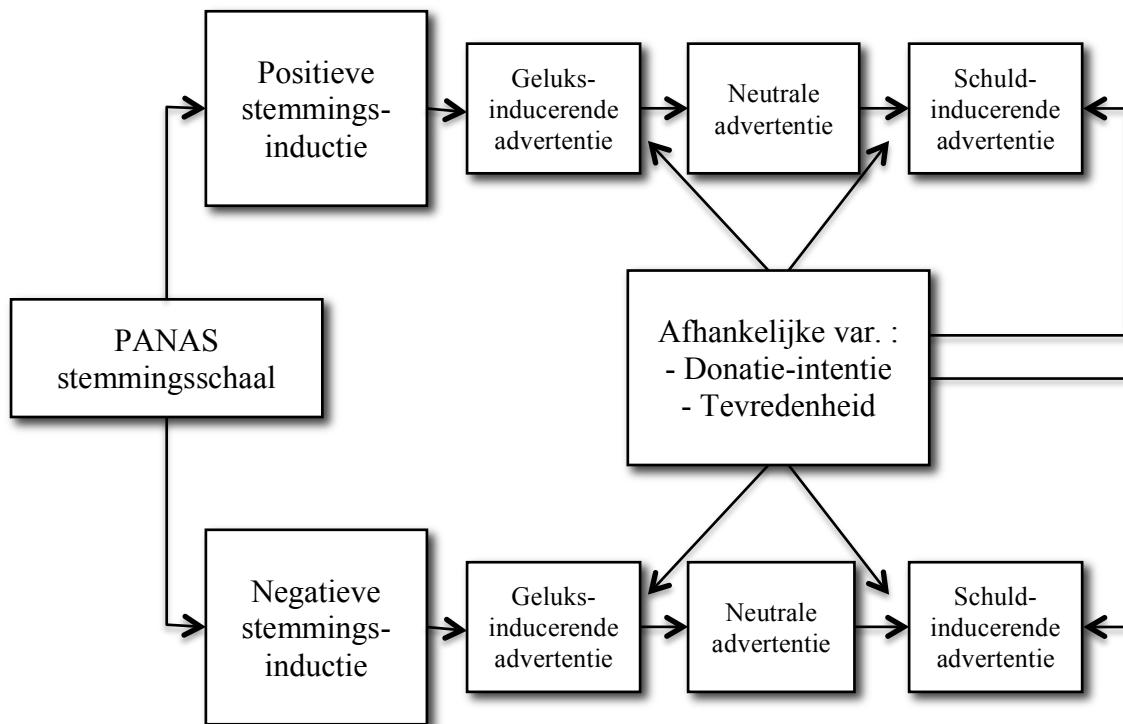 Positieve
stemmings-
inductie
Geluks-
inducerende
advertentie
Neutrale
advertentie
Schuld-
inducerende
advertentie
PANAS
stemmingsschaal
Afhankelijke var. :
- Donatie-intentie
- Tevredenheid
Negatieve
stemmings-
inductie
Geluks-
inducerende
advertentie
Neutrale
advertentie
Schuld-
inducerende
advertentie